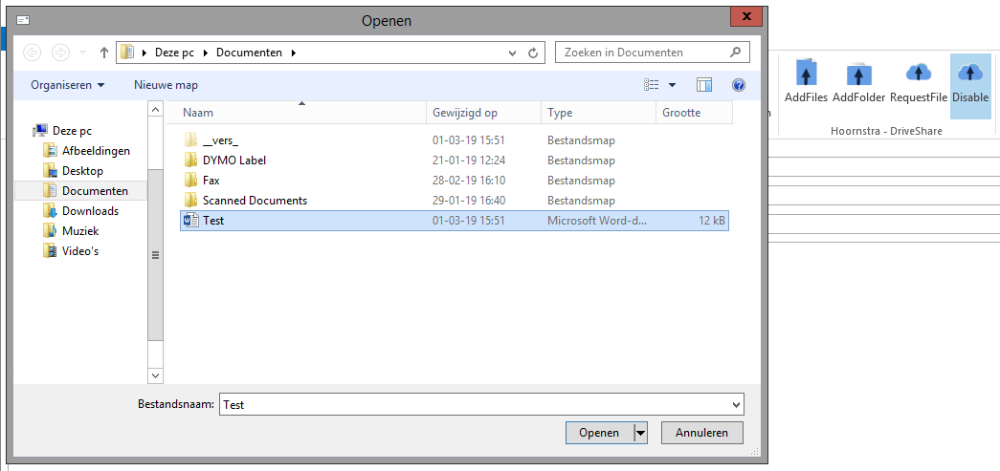 Openen
Deze pc Documenten
Zoeken in Documenten
Organiseren
Nieuwe map
AddFiles AddFolder RequestFile Disable
Hoornstra - DriveShare
Deze pc
Afbeeldingen
Desktop
Documenten
Downloads
Muziek
Video's
Naam Gewijzigd op Type Grootte
__vers_ 01-03-19 15:51 Bestandsmap
DYMO Label 21-01-19 12:24 Bestandsmap
Fax 28-02-19 16:10 Bestandsmap
Scanned Documents 29-01-19 16:40 Bestandsmap
Test 01-03-19 15:51 Microsoft Word-d... 12 kB
Bestandsnaam: Test
Openen Annuleren